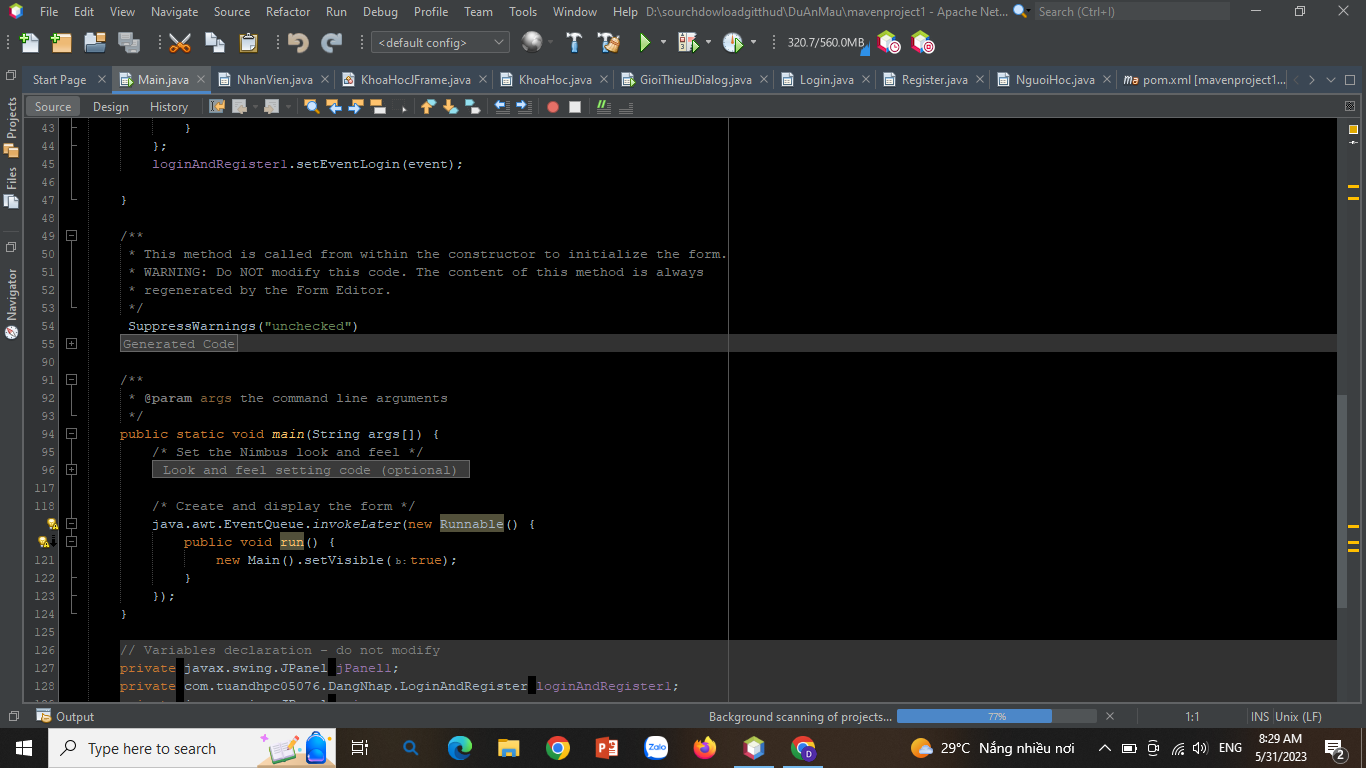 File Edit View Navigate Source Refactor Run Debug Profile Team Tools Window Help D:\sourchdowloadgitthud\DuAnMau\mavenproject1 - Apache Net... Search (Ctrl+I)
<default config> 320.7/560.0MB
Start Page Main.java NhanVien.java KhoaHocJFrame.java KhoaHoc.java GioiThieuJDialog.java Login.java Register.java NguoiHoc.java pom.xml [mavenproject1...
Source Design History
Projects
Files
Navigator
43 }
44 };
45 loginAndRegister1.setEventLogin(event);
46
47 }
48
49 /**
50 * This method is called from within the constructor to initialize the form.
51 * WARNING: Do NOT modify this code. The content of this method is always
52 * regenerated by the Form Editor.
53 */
54 SuppressWarnings("unchecked")
55 Generated Code
90
91 /**
92 * @param args the command line arguments
93 */
94 public static void main(String args[]) {
95 /* Set the Nimbus look and feel */
96 Look and feel setting code (optional)
117
118 /* Create and display the form */
java.awt.EventQueue.invokeLater(new Runnable() {
public void run() {
121 new Main().setVisible(b:true);
122 }
123 });
124 }
125
126 // Variables declaration - do not modify
127 private javax.swing.JPanel jPanel1;
128 private com.tuandhpc05076.DangNhap.LoginAndRegister loginAndRegister1;
Output Background scanning of projects... 77% 1:1 INS Unix (LF)
Type here to search Zalo 29°C Nắng nhiều nơi ENG 8:29 AM
5/31/2023 2